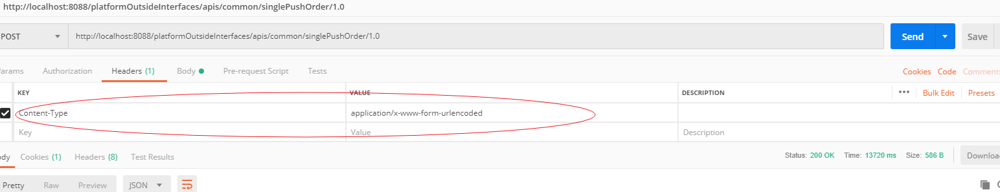 http://localhost:8088/platformOutsideInterfaces/apis/common/singlePushOrder/1.0
POST http://localhost:8088/platformOutsideInterfaces/apis/common/singlePushOrder/1.0 Send Save
arams Authorization Headers (1) Body Pre-request Script Tests Cookies Code Comments
KEY VALUE DESCRIPTION ••• Bulk Edit Presets
Content-Type application/x-www-form-urlencoded
Key Value Description
ody Cookies (1) Headers (8) Test Results Status: 200 OK Time: 13720 ms Size: 586 B Downloa
Pretty Raw Preview JSON